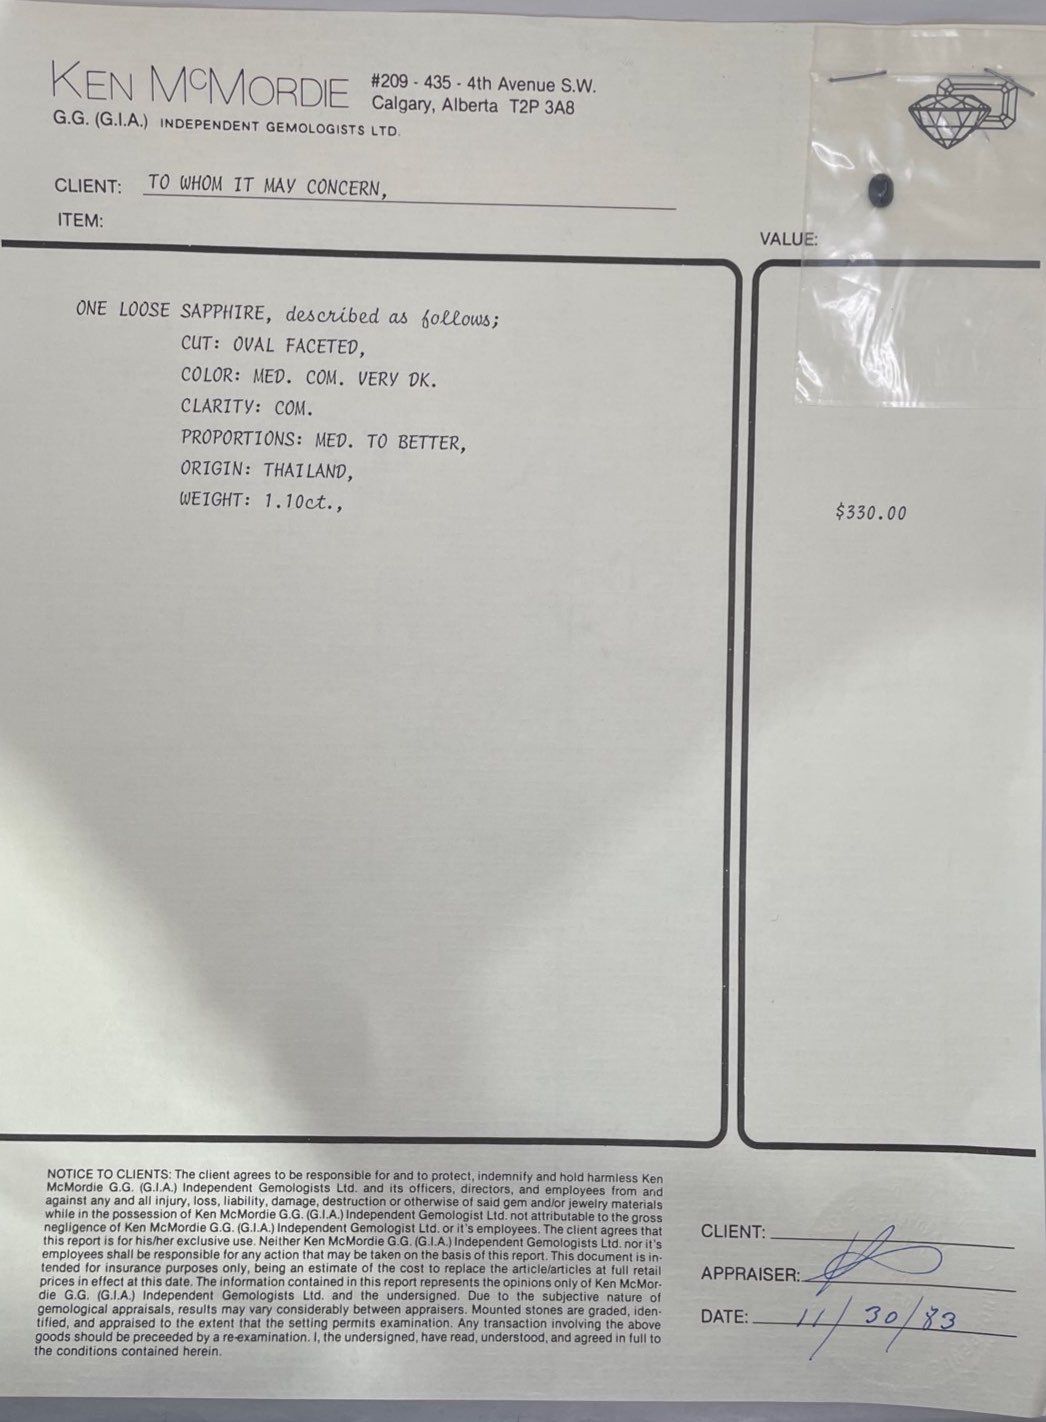 KEN McMORDIE
#209 - 435 - 4th Avenue S.W.
Calgary, Alberta T2P 3A8
G.G. (G.I.A.) INDEPENDENT GEMOLOGISTS LTD.
CLIENT: TO WHOM IT MAY CONCERN,
ITEM:
VALUE:
ONE LOOSE SAPPHIRE, described as follows;
CUT: OVAL FACETED,
COLOR: MED. COM. VERY DK.
CLARITY: COM.
PROPORTIONS: MED. TO BETTER,
ORIGIN: THAILAND,
WEIGHT: 1.10ct.,
$330.00
NOTICE TO CLIENTS: The client agrees to be responsible for and to protect, indemnify and hold harmless Ken
McMordie G.G. (G.I.A.) Independent Gemologists Ltd. and its officers, directors, and employees from and
against any and all injury, loss, liability, damage, destruction or otherwise of said gem and/or jewelry materials
while in the possession of Ken McMordie G.G. (G.I.A.) Independent Gemologist Ltd. not attributable to the gross
negligence of Ken McMordie G.G. (G.I.A.) Independent Gemologist Ltd. or it's employees. The client agrees that
this report is for his/her exclusive use. Neither Ken McMordie G.G. (G.I.A.) Independent Gemologists Ltd. nor it's
employees shall be responsible for any action that may be taken on the basis of this report. This document is in-
tended for insurance purposes only, being an estimate of the cost to replace the article/articles at full retail
prices in effect at this date. The information contained in this report represents the opinions only of Ken McMor-
die G.G. (G.I.A.) Independent Gemologists Ltd. and the undersigned. Due to the subjective nature of
gemological appraisals, results may vary considerably between appraisers. Mounted stones are graded, iden-
tified, and appraised to the extent that the setting permits examination. Any transaction involving the above
goods should be preceeded by a re-examination. I, the undersigned, have read, understood, and agreed in full to
the conditions contained herein.
CLIENT:
APPRAISER:
DATE: 11/30/83